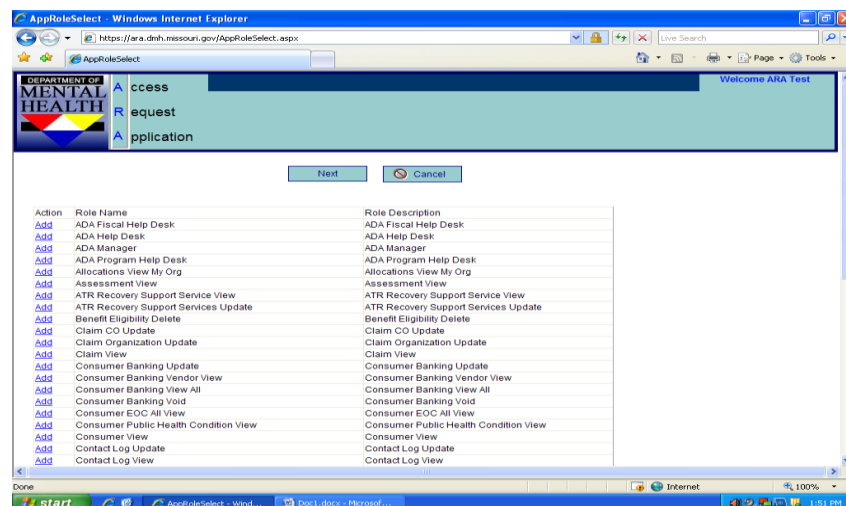 AppRoleSelect - Windows Internet Explorer
https://ara.dmh.missouri.gov/AppRoleSelect.aspx
Live Search
AppRoleSelect
Page
Tools
DEPARTMENT OF
MENTAL
HEALTH
Access
Request
Application
Welcome ARA Test
Next
Cancel
Action Role Name Role Description
Add ADA Fiscal Help Desk ADA Fiscal Help Desk
Add ADA Help Desk ADA Help Desk
Add ADA Manager ADA Manager
Add ADA Program Help Desk ADA Program Help Desk
Add Allocations View My Org Allocations View My Org
Add Assessment View Assessment View
Add ATR Recovery Support Service View ATR Recovery Support Service View
Add ATR Recovery Support Services Update ATR Recovery Support Services Update
Add Benefit Eligibility Delete Benefit Eligibility Delete
Add Claim CO Update Claim CO Update
Add Claim Organization Update Claim Organization Update
Add Claim View Claim View
Add Consumer Banking Update Consumer Banking Update
Add Consumer Banking Vendor View Consumer Banking Vendor View
Add Consumer Banking View All Consumer Banking View All
Add Consumer Banking Void Consumer Banking Void
Add Consumer EOC All View Consumer EOC All View
Add Consumer Public Health Condition View Consumer Public Health Condition View
Add Consumer View Consumer View
Add Contact Log Update Contact Log Update
Add Contact Log View Contact Log View
Done Internet 100%
start AppRoleSelect - Wind... Doc1.docx - Microsof... 1:51 PM